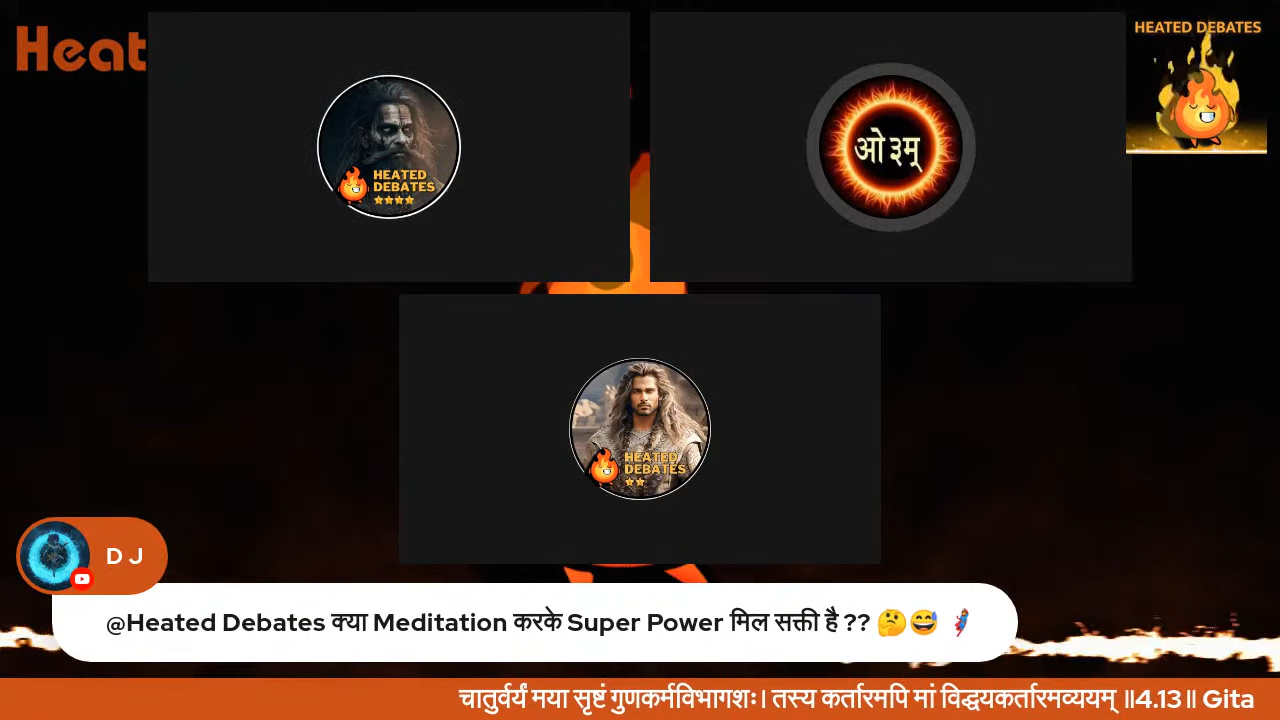 Heat
HEATED DEBATES
HEATED
DEBATES
ओ३म्
HEATED
DEBATES
D J
@Heated Debates क्या Meditation करके Super Power मिल सक्ती है ?? 🤔😅 🦸
चातुर्वर्यं मया सृष्टं गुणकर्मविभागशः। तस्य कर्तारमपि मां विद्धयकर्तारमव्ययम् ॥4.13॥ Gita